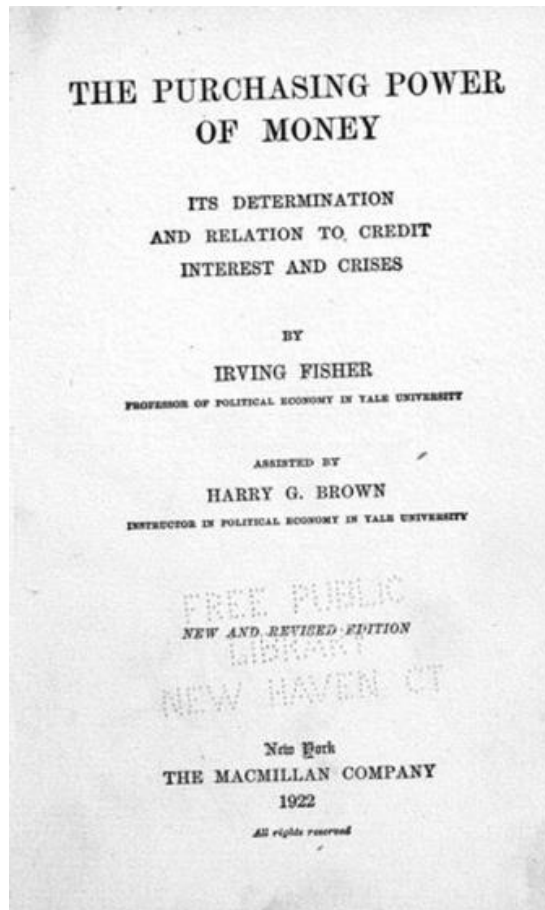 THE PURCHASING POWER
OF MONEY
ITS DETERMINATION
AND RELATION TO CREDIT
INTEREST AND CRISES
BY
IRVING FISHER
PROFESSOR OF POLITICAL ECONOMY IN YALE UNIVERSITY
ASSISTED BY
HARRY G. BROWN
INSTRUCTOR IN POLITICAL ECONOMY IN YALE UNIVERSITY
FREE PUBLIC
NEW AND REVISED EDITION
LIBRARY
NEW HAVEN CT
New York
THE MACMILLAN COMPANY
1922
All rights reserved